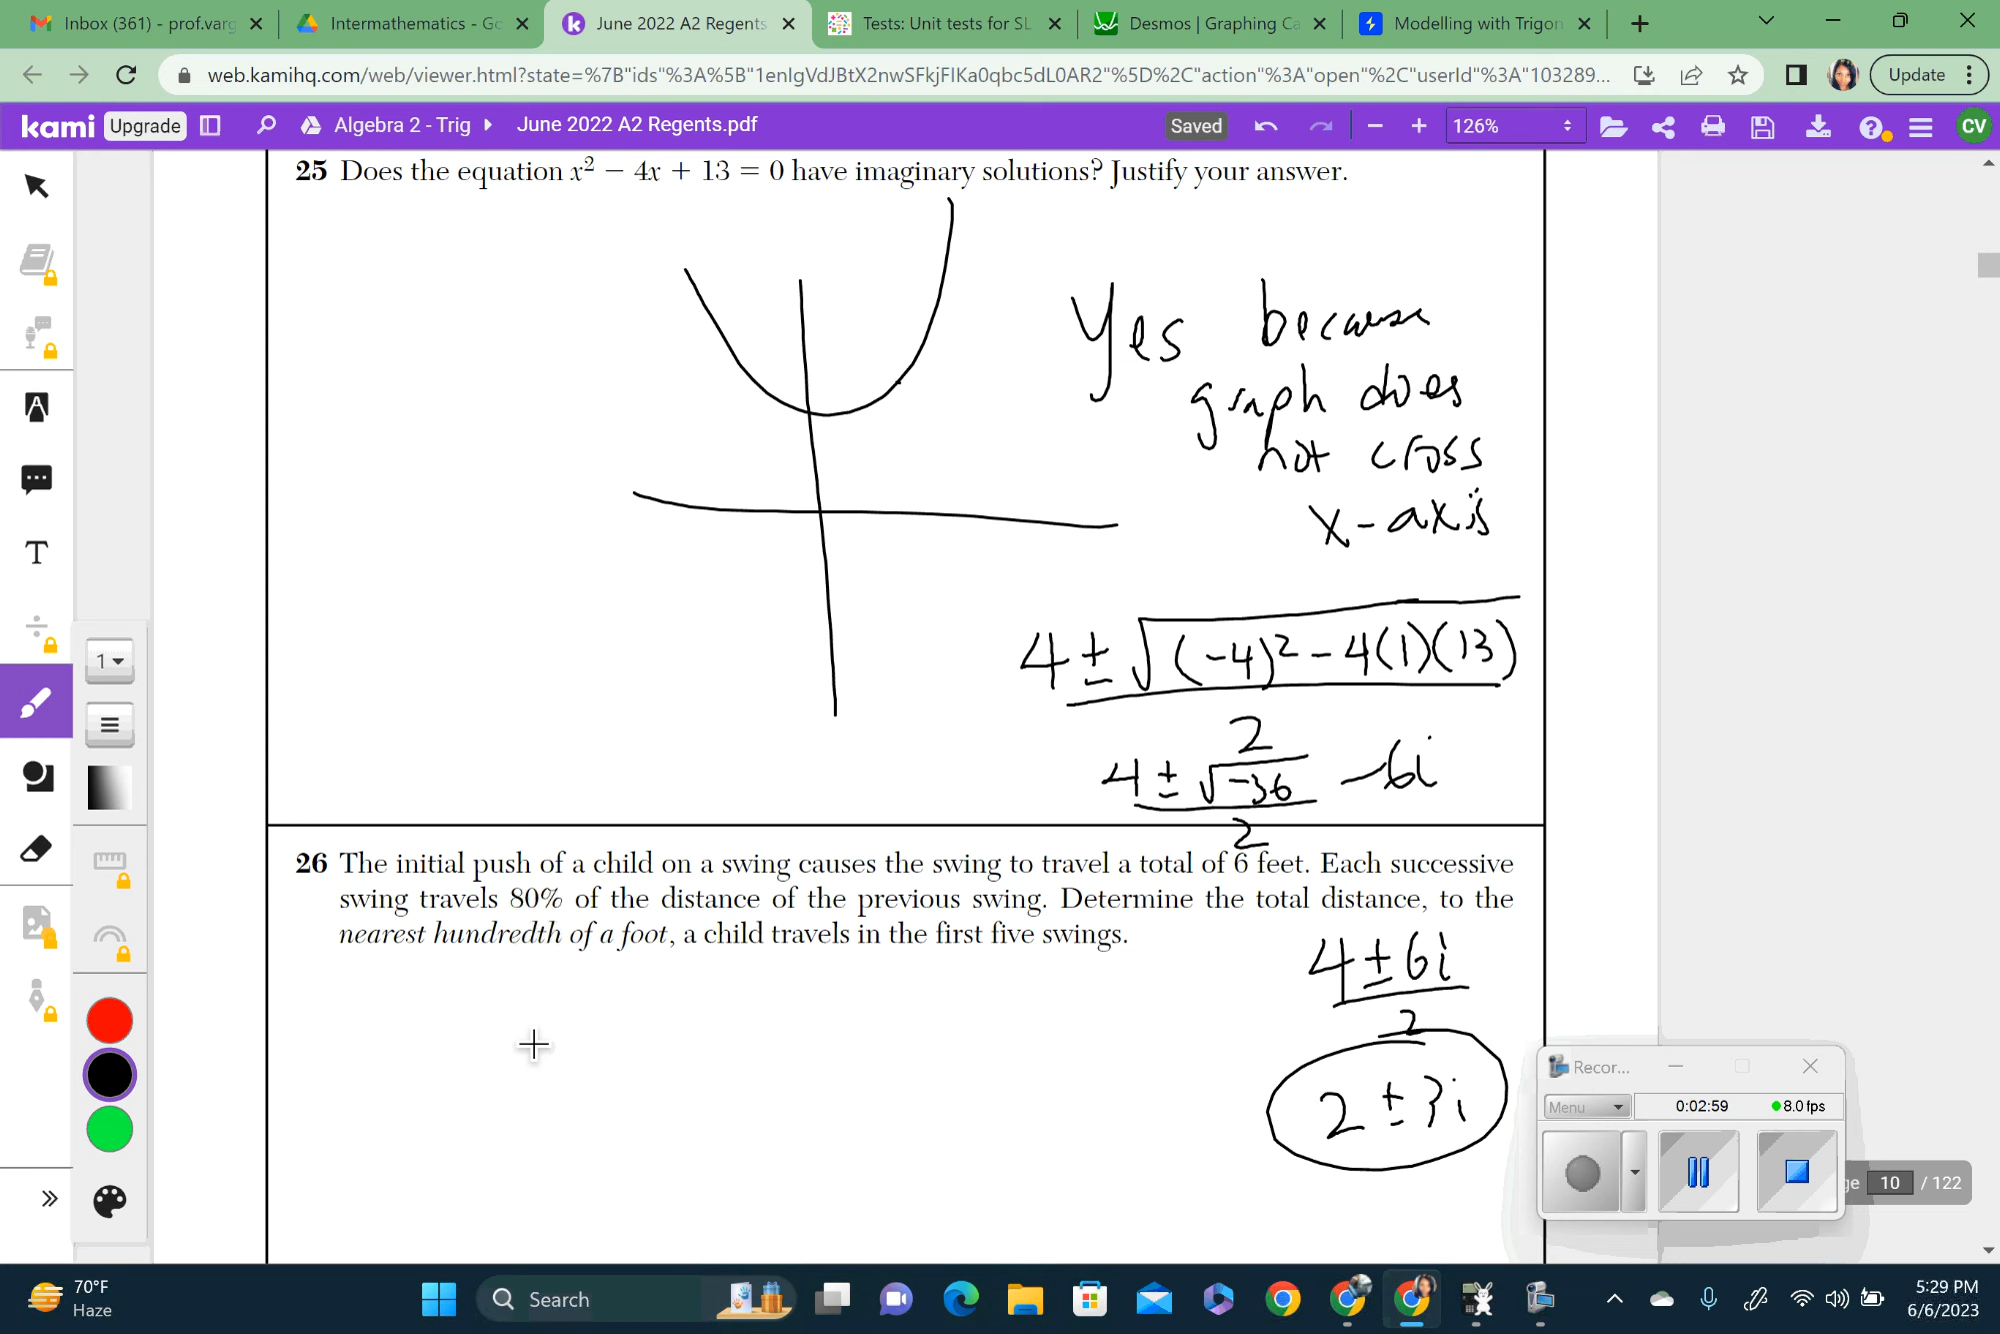 Inbox (361) - prof.varg
Intermathematics - Go
June 2022 A2 Regents
Tests: Unit tests for SL
Desmos | Graphing Ca
Modelling with Trigon
web.kamihq.com/web/viewer.html?state=%7B"ids"%3A%5B"1enIgVdJBtX2nwSFkjFIKa0qbc5dL0AR2"%5D%2C"action"%3A"open"%2C"userId"%3A"103289...
Update
kami Upgrade
Algebra 2 - Trig
June 2022 A2 Regents.pdf
Saved
126%
CV
25 Does the equation x² − 4x + 13 = 0 have imaginary solutions? Justify your answer.
Yes because
graph does
not cross
x-axis
4 ± √(-4)² - 4(1)(13)
2
4 ± √-36 - 6i
2
26 The initial push of a child on a swing causes the swing to travel a total of 6 feet. Each successive
swing travels 80% of the distance of the previous swing. Determine the total distance, to the
nearest hundredth of a foot, a child travels in the first five swings.
4 ± 6i
2
2 ± 3i
1
T
Recor...
Menu
0:02:59
8.0 fps
ge 10 / 122
70°F
Haze
Search
5:29 PM
6/6/2023